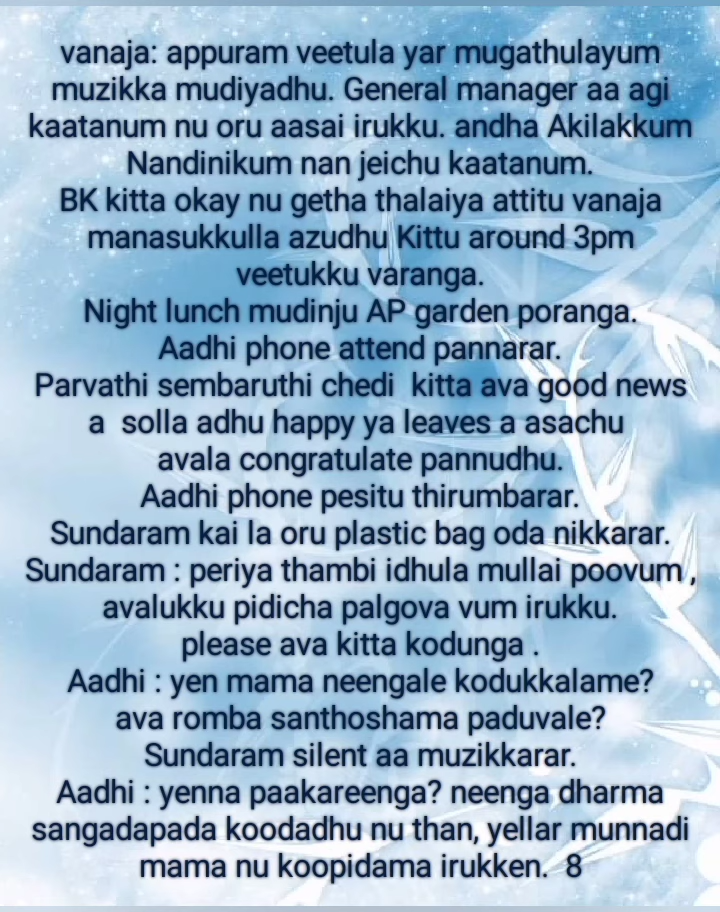 vanaja: appuram veetula yar mugathulayum
muzikka mudiyadhu. General manager aa agi
kaatanum nu oru aasai irukku. andha Akilakkum
Nandinikum nan jeichu kaatanum.
BK kitta okay nu getha thalaiya attitu vanaja
manasukkulla azudhu Kittu around 3pm
veetukku varanga.
Night lunch mudinju AP garden poranga.
Aadhi phone attend pannarar.
Parvathi sembaruthi chedi kitta ava good news
a solla adhu happy ya leaves a asachu
avala congratulate pannudhu.
Aadhi phone pesitu thirumbarar.
Sundaram kai la oru plastic bag oda nikkarar.
Sundaram : periya thambi idhula mullai poovum ,
avalukku pidicha palgova vum irukku.
please ava kitta kodunga .
Aadhi : yen mama neengale kodukkalame?
ava romba santhoshama paduvale?
Sundaram silent aa muzikkarar.
Aadhi : yenna paakareenga? neenga dharma
sangadapada koodadhu nu than, yellar munnadi
mama nu koopidama irukken. 8